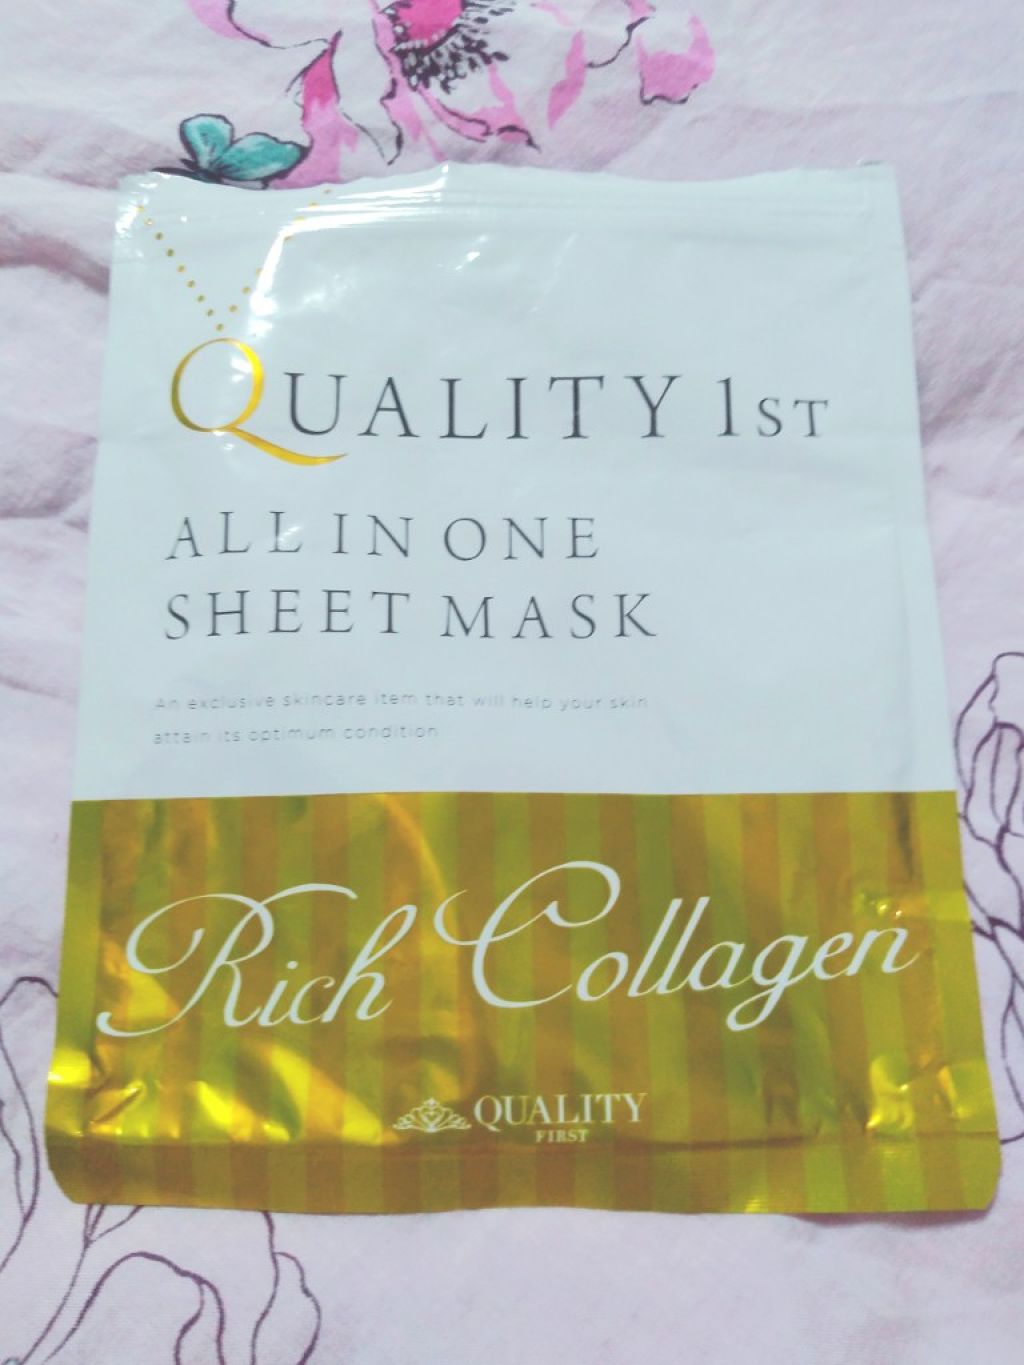 QUALITY 1ST
ALL IN ONE
SHEET MASK
An exclusive skincare item that will help your skin
attain its optimum condition
Rich Collagen
QUALITY
FIRST